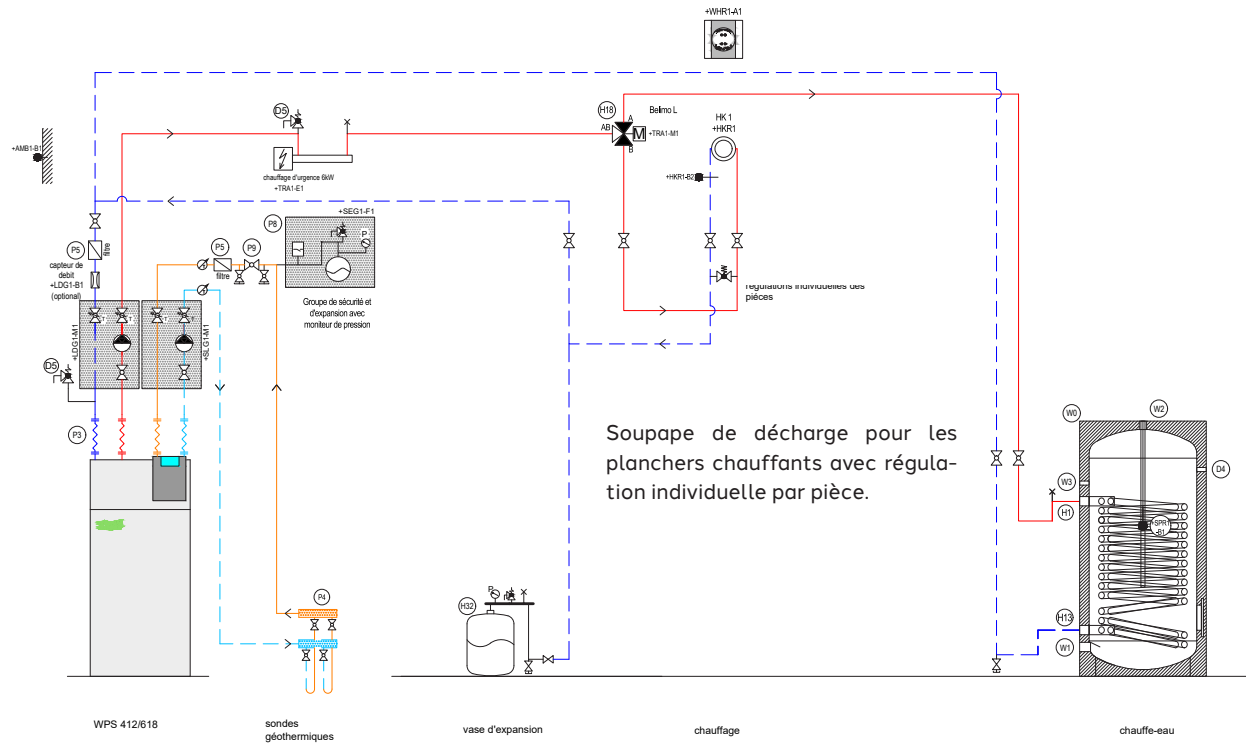 +WHR1-A1
D5
H18
Belimo L
A
AB
M
+TRA1-M1
B
HK 1
+HKR1
+AMB1-B1
chauffage d'urgence 6kW
+TRA1-E1
+HKR1-B2
P8
+SEG1-F1
P
P5
filtre
P5
P9
filtre
capteur de
debit
+LDG1-B1
(optional)
Groupe de sécurité et
d'expansion avec
moniteur de pression
W
régulations individuelles des
piéces
T
T
T
T
+LDG1-M1
+SLG1-M1
D5
P3
Soupape de décharge pour les
planchers chauffants avec régula-
tion individuelle par pièce.
W0
W2
D4
W3
H1
+SPR1
-B1
P4
P
H32
H13
W1
WPS 412/618
sondes
géothermiques
vase d'expansion
chauffage
chauffe-eau